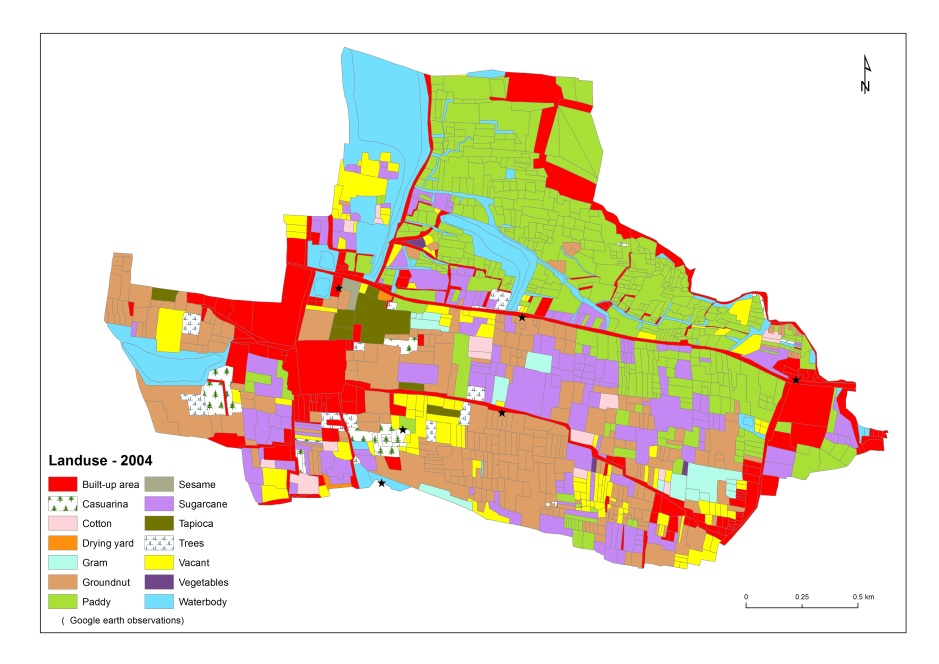 N
Landuse - 2004
Built-up area
Casuarina
Cotton
Drying yard
Gram
Groundnut
Paddy
Sesame
Sugarcane
Tapioca
Trees
Vacant
Vegetables
Waterbody
( Google earth observations)
0 0.25 0.5 km